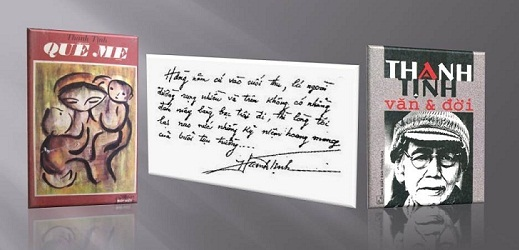 Thanh Tịnh
QUÊ MẸ
Hàng năm cứ vào cuối thu, lá ngoài
đường rụng nhiều và trên không có những
đám mây bàng bạc trôi đi thì lòng tôi
lại nao nức những kỷ niệm hoang mang
của buổi tựu trường...
Thanh Tịnh
THANH
TỊNH
văn & đời